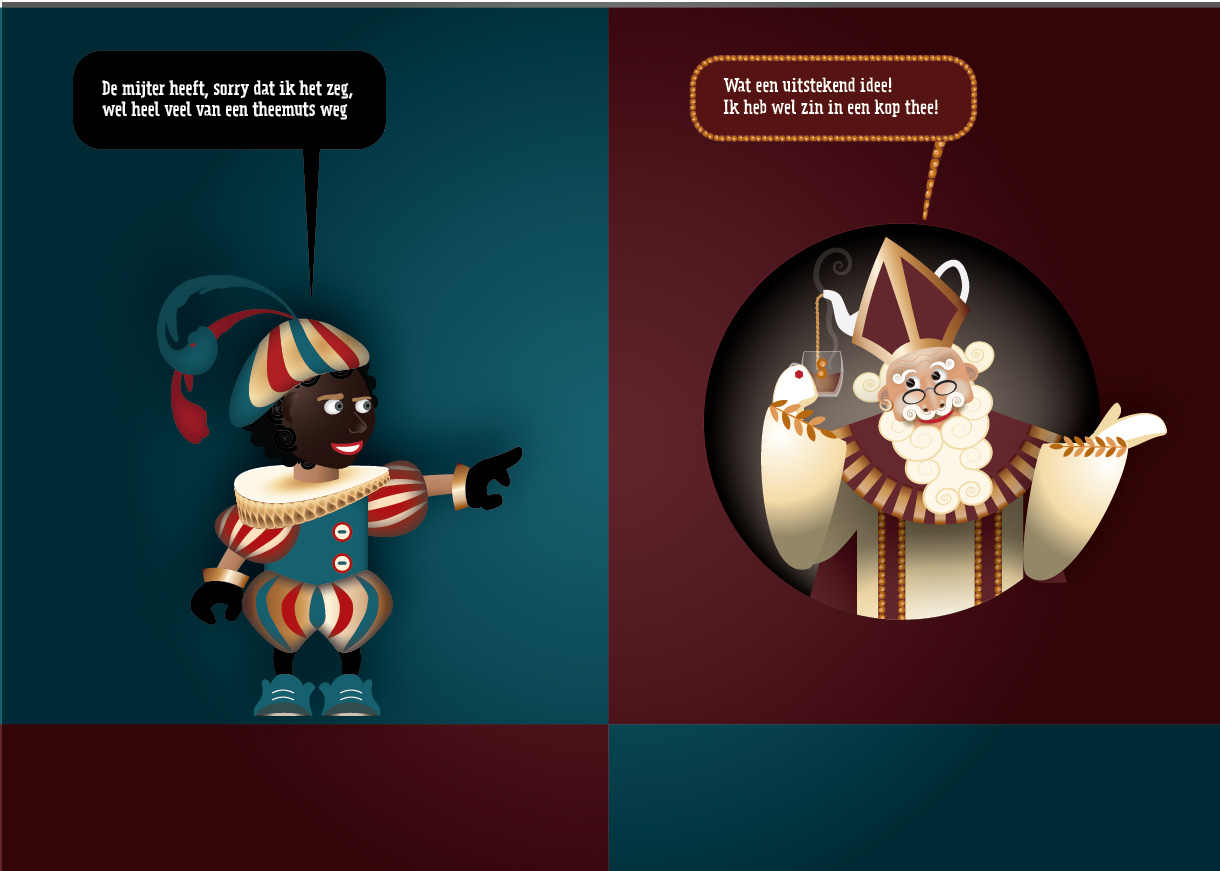 De mijter heeft, sorry dat ik het zeg,
wel heel veel van een theemuts weg
Wat een uitstekend idee!
Ik heb wel zin in een kop thee!